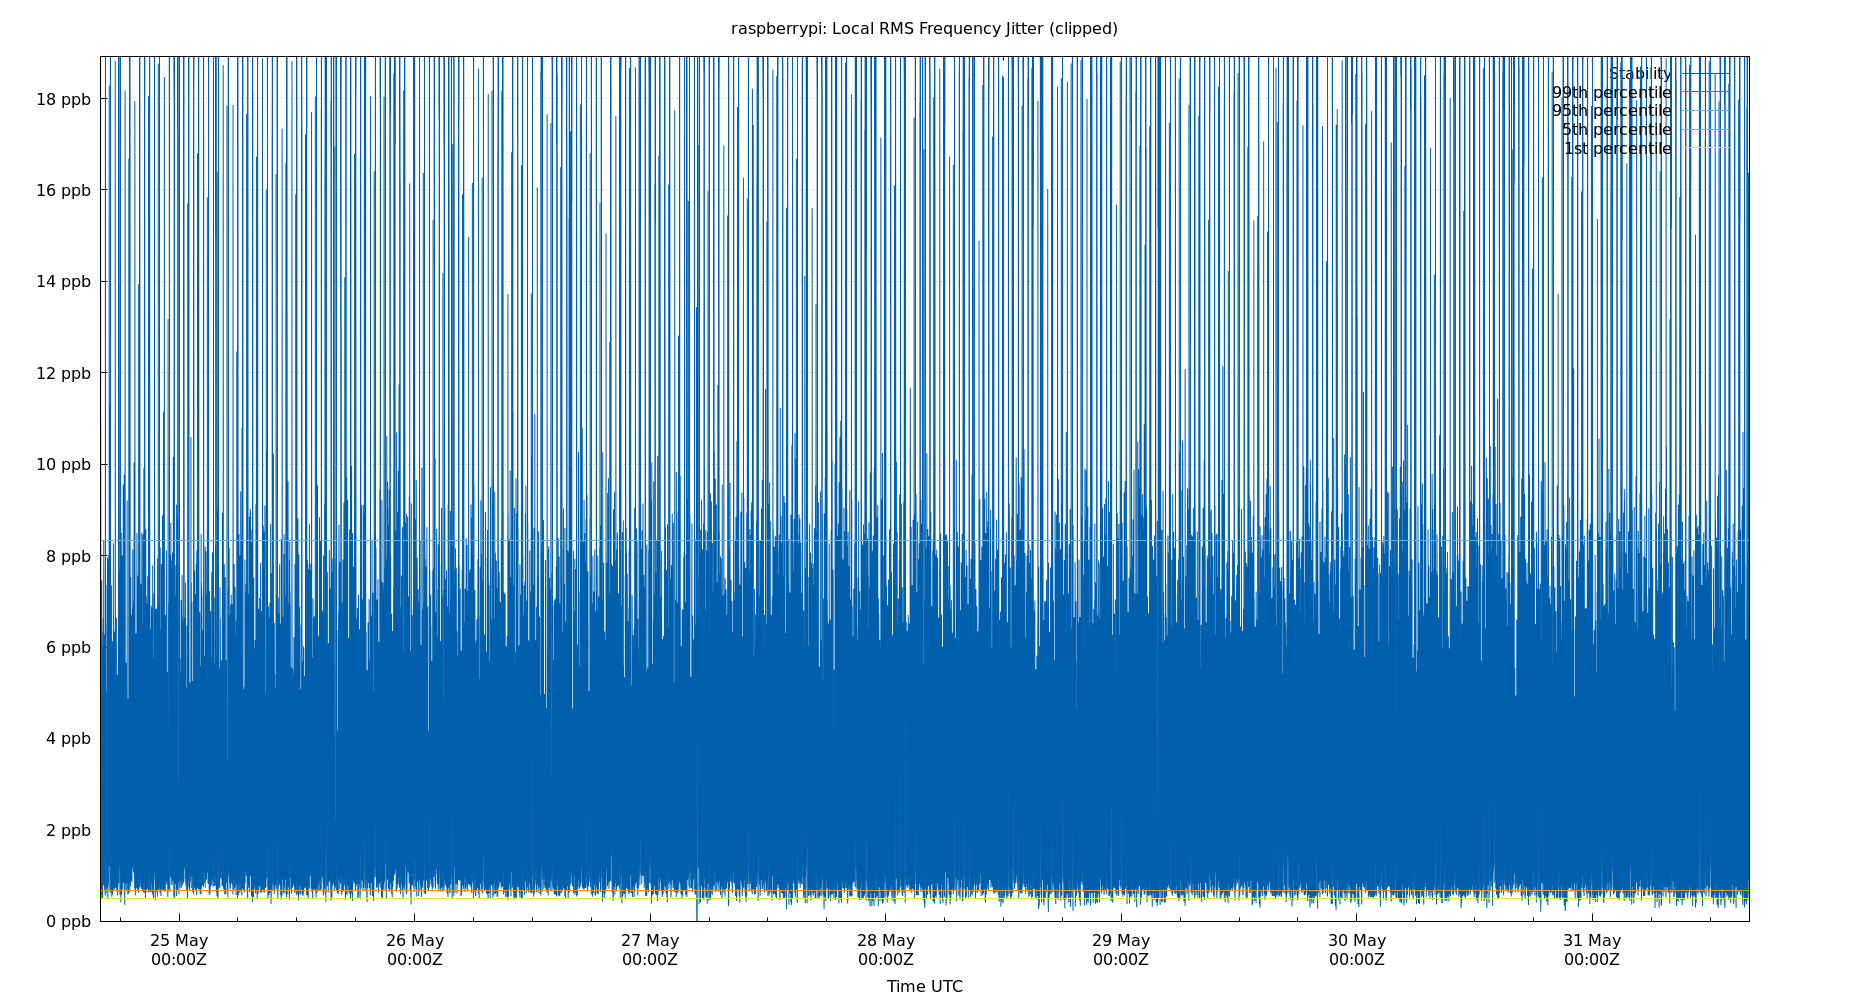 raspberrypi: Local RMS Frequency Jitter (clipped)
18 ppb
16 ppb
14 ppb
12 ppb
10 ppb
8 ppb
6 ppb
4 ppb
2 ppb
0 ppb
Stability
99th percentile
95th percentile
5th percentile
1st percentile
25 May
00:00Z
26 May
00:00Z
27 May
00:00Z
28 May
00:00Z
29 May
00:00Z
30 May
00:00Z
31 May
00:00Z
Time UTC